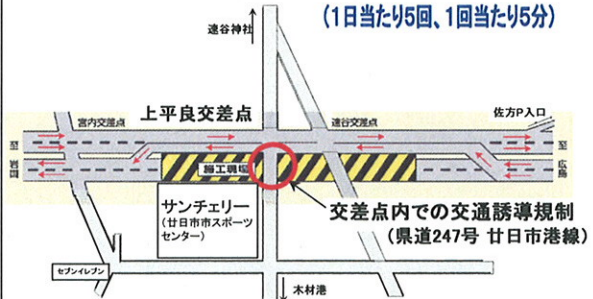 (1日当たり5回、1回当たり5分)
速谷神社
上平良交差点
宮内交差点
速谷交差点
佐方P入口
至
岩国
至
広島
施工現場
サンチェリー
(廿日市市スポーツ
センター)
交差点内での交通誘導規制
(県道247号 廿日市港線)
セブンイレブン
木材港